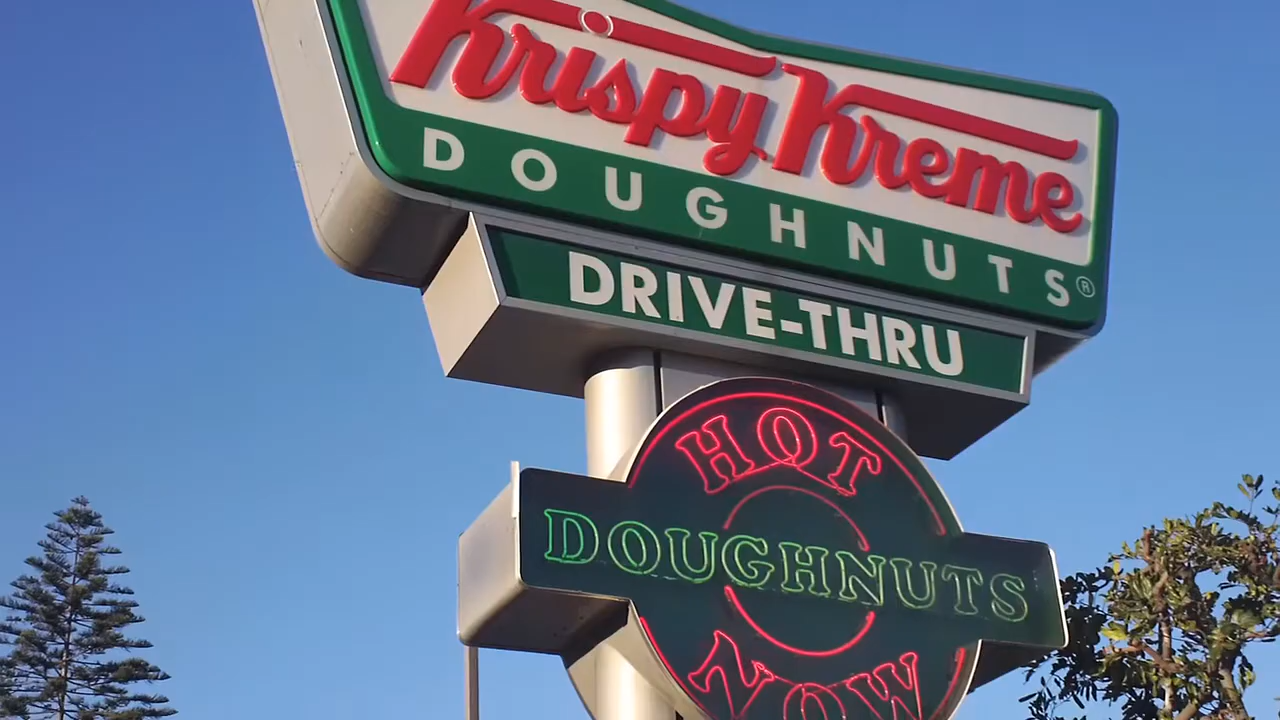 Krispy Kreme
DOUGHNUTS®
DRIVE-THRU
HOT
DOUGHNUTS
NOW